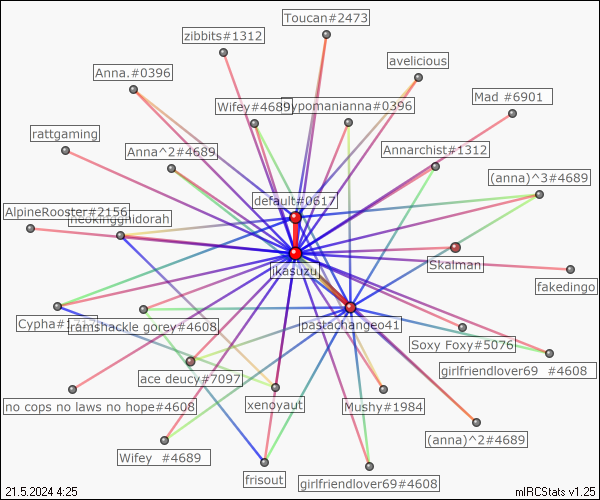 Toucan#2473
zibbits#1312
avelicious
Anna.#0396
Mad #6901
Wifey#4689
hypomanianna#0396
rattgaming
Annarchist#1312
Anna^2#4689
(anna)^3#4689
default#0617
AlpineRooster#2156
neokingghidorah
Skalman
jkasuzu
fakedingo
Cypha#1
ramshackle gorey#4608
pastachangeo41
Soxy Foxy#5076
girlfriendlover69 #4608
ace deucy#7097
no cops no laws no hope#4608
xenoyaut
Mushy#1984
(anna)^2#4689
Wifey #4689
frisout
girlfriendlover69#4608
21.5.2024 4:25
mIRCStats v1.25